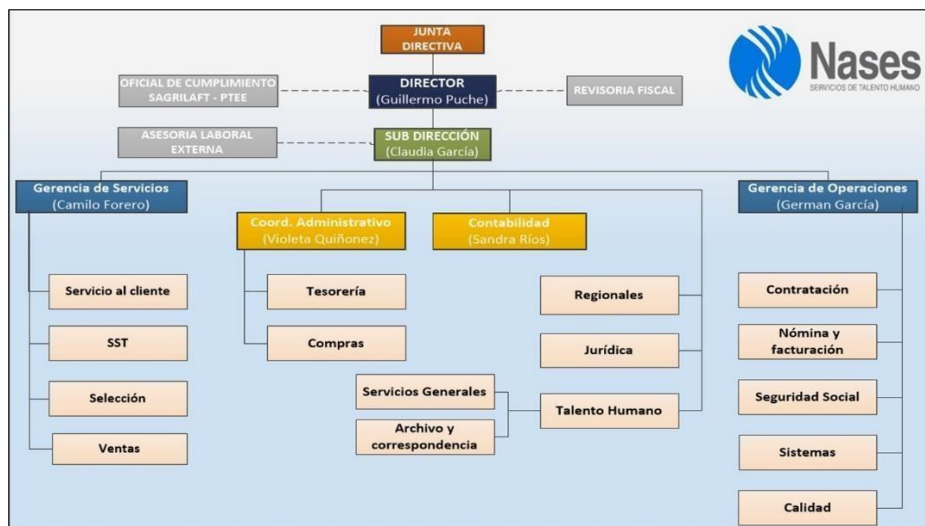 JUNTA
DIRECTIVA
Nases
SERVICIOS DE TALENTO HUMANO
OFICIAL DE CUMPLIMIENTO
SAGRILAFT - PTEE
DIRECTOR
(Guillermo Puche)
REVISORIA FISCAL
ASESORIA LABORAL
EXTERNA
SUB DIRECCIÓN
(Claudia García)
Gerencia de Servicios
(Camilo Forero)
Gerencia de Operaciones
(German García)
Coord. Administrativo
(Violeta Quiñonez)
Contabilidad
(Sandra Ríos)
Servicio al cliente
SST
Selección
Ventas
Tesorería
Compras
Regionales
Jurídica
Talento Humano
Servicios Generales
Archivo y
correspondencia
Contratación
Nómina y
facturación
Seguridad Social
Sistemas
Calidad